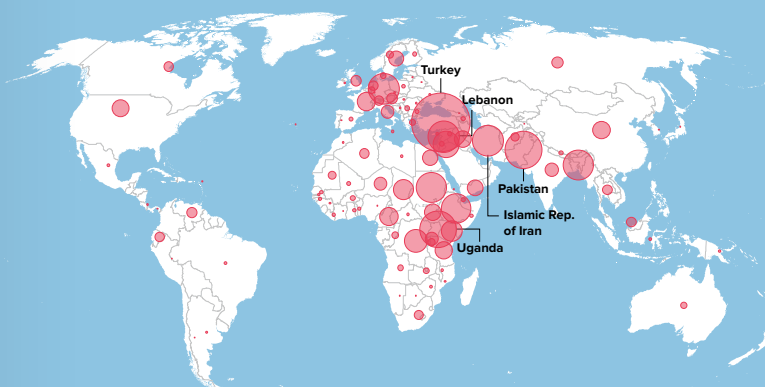 Turkey
Lebanon
Pakistan
Islamic Rep.
of Iran
Uganda